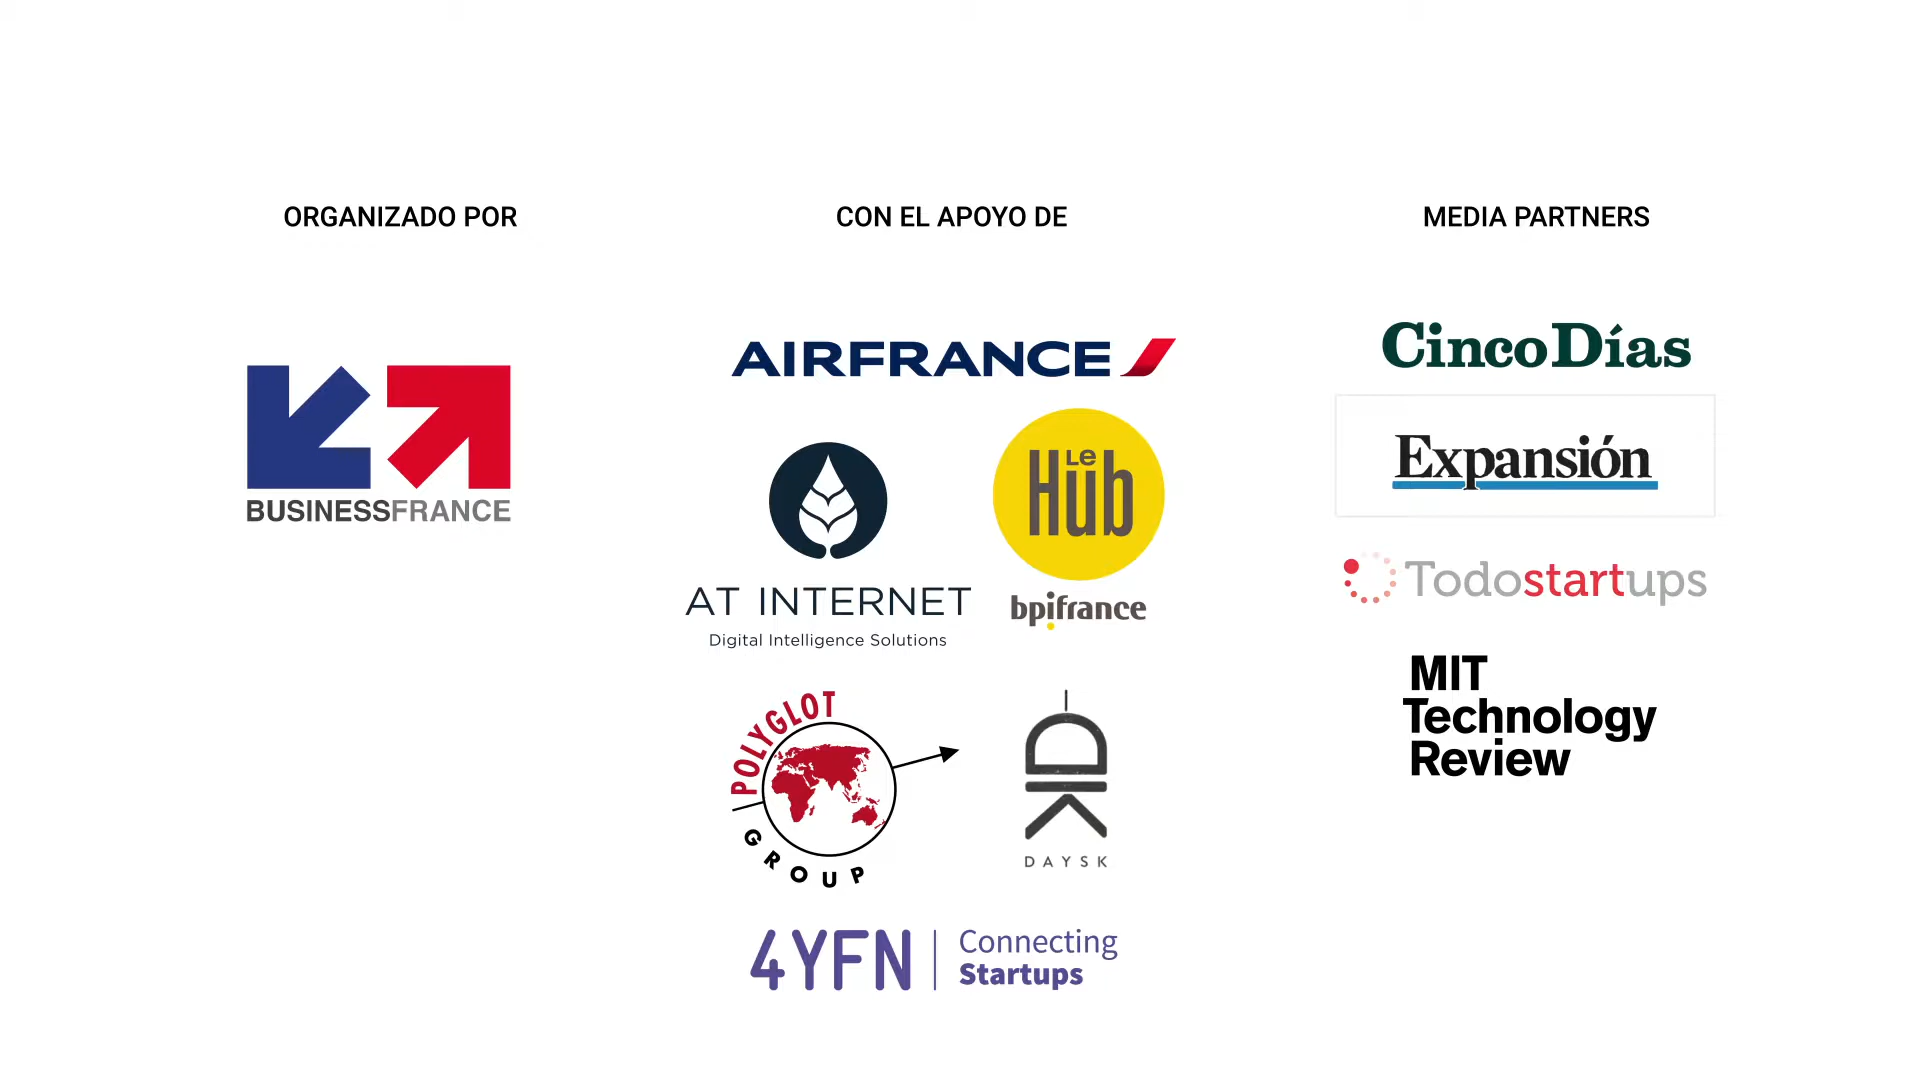 ORGANIZADO POR
BUSINESSFRANCE
CON EL APOYO DE
AIRFRANCE
AT INTERNET
Digital Intelligence Solutions
Le
Hub
bpifrance
POLYGLOT
GROUP
DK
DAYSK
4YFN
Connecting
Startups
MEDIA PARTNERS
CincoDías
Expansión
Todostartups
MIT
Technology
Review